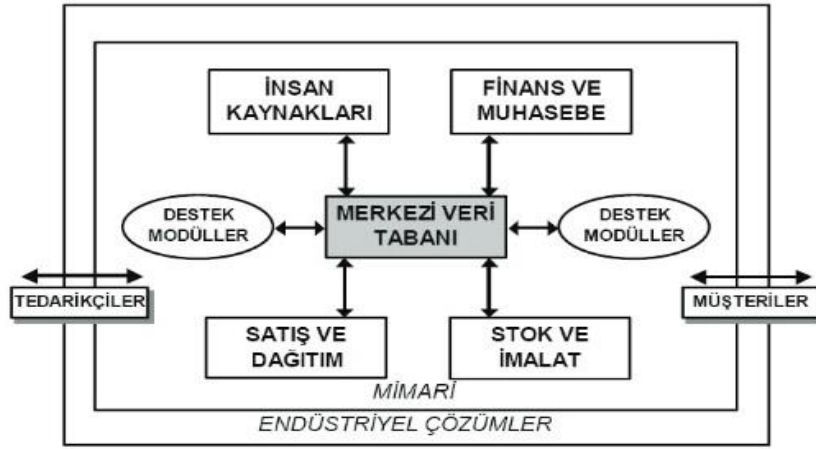 İNSAN
KAYNAKLARI
FİNANS VE
MUHASEBE
DESTEK
MODÜLLER
MERKEZİ VERİ
TABANI
DESTEK
MODÜLLER
TEDARİKÇİLER
MÜŞTERİLER
SATIŞ VE
DAĞITIM
STOK VE
İMALAT
MİMARİ
ENDÜSTRİYEL ÇÖZÜMLER